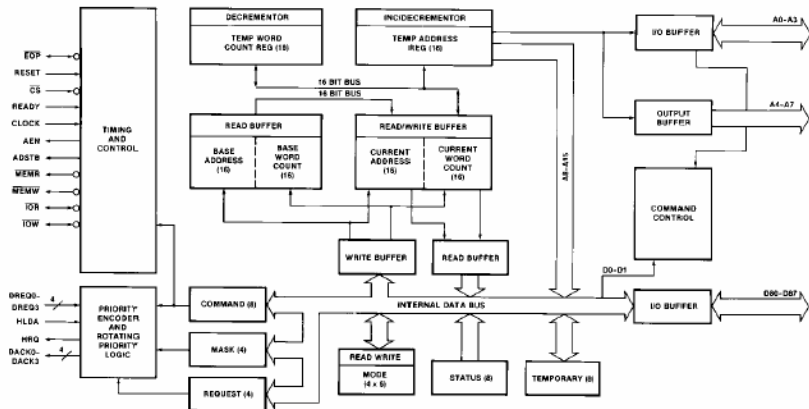 DECREMENTOR
TEMP WORD
COUNT REG (16)
INC/DECREMENTOR
TEMP ADDRESS
REG (16)
I/O BUFFER
A0–A3
EOP
RESET
CS
READY
CLOCK
AEN
ADSTB
MEMR
MEMW
IOR
IOW
TIMING
AND
CONTROL
16 BIT BUS
16 BIT BUS
READ BUFFER
BASE
ADDRESS
(16)
BASE
WORD
COUNT
(16)
READ/WRITE BUFFER
CURRENT
ADDRESS
(16)
CURRENT
WORD
COUNT
(16)
A8–A15
OUTPUT
BUFFER
A4–A7
COMMAND
CONTROL
WRITE BUFFER
READ BUFFER
D0–D1
DREQ0–
DREQ3
4
HLDA
HRQ
DACK0–
DACK3
4
PRIORITY
ENCODER
AND
ROTATING
PRIORITY
LOGIC
COMMAND (8)
MASK (4)
REQUEST (4)
INTERNAL DATA BUS
I/O BUFFER
DB0–DB7
READ WRITE
MODE
(4 x 6)
STATUS (8)
TEMPORARY (8)